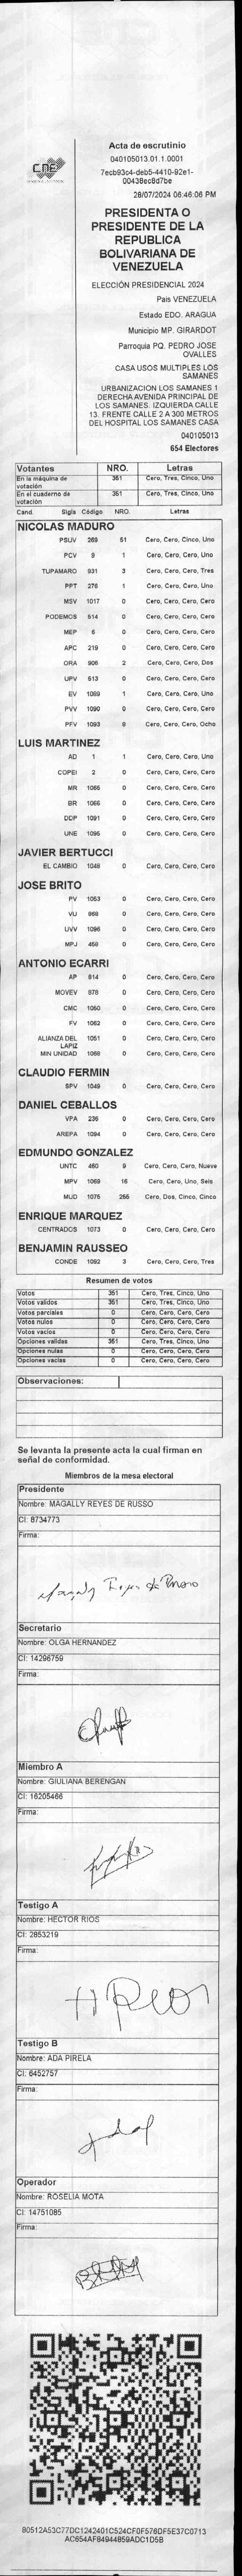 CNE
Acta de escrutinio
040105013.01.1.0001
7ecb93c4-deb5-4410-92e1-
00438ec8d7be
28/07/2024 06:46:06 PM
PRESIDENTA O
PRESIDENTE DE LA
REPUBLICA
BOLIVARIANA DE
VENEZUELA
ELECCIÓN PRESIDENCIAL 2024
Pais VENEZUELA
Estado EDO. ARAGUA
Municipio MP. GIRARDOT
Parroquia PQ. PEDRO JOSE
OVALLES
CASA USOS MULTIPLES LOS
SAMANES
URBANIZACION LOS SAMANES 1
DERECHA AVENIDA PRINCIPAL DE
LOS SAMANES. IZQUIERDA CALLE
13. FRENTE CALLE 2 A 300 METROS
DEL HOSPITAL LOS SAMANES CASA
040105013
654 Electores
Votantes NRO. Letras
En la máquina de votación 351 Cero, Tres, Cinco, Uno
En el cuaderno de votación 351 Cero, Tres, Cinco, Uno
Cand. Sigla Código NRO. Letras
NICOLAS MADURO
PSUV 269 51 Cero, Cero, Cinco, Uno
PCV 9 1 Cero, Cero, Cero, Uno
TUPAMARO 931 3 Cero, Cero, Cero, Tres
PPT 276 1 Cero, Cero, Cero, Uno
MSV 1017 0 Cero, Cero, Cero, Cero
PODEMOS 514 0 Cero, Cero, Cero, Cero
MEP 6 0 Cero, Cero, Cero, Cero
APC 219 0 Cero, Cero, Cero, Cero
ORA 906 2 Cero, Cero, Cero, Dos
UPV 613 0 Cero, Cero, Cero, Cero
EV 1089 1 Cero, Cero, Cero, Uno
PVV 1090 0 Cero, Cero, Cero, Cero
PFV 1093 8 Cero, Cero, Cero, Ocho
LUIS MARTINEZ
AD 1 1 Cero, Cero, Cero, Uno
COPEI 2 0 Cero, Cero, Cero, Cero
MR 1065 0 Cero, Cero, Cero, Cero
BR 1066 0 Cero, Cero, Cero, Cero
DDP 1091 0 Cero, Cero, Cero, Cero
UNE 1095 0 Cero, Cero, Cero, Cero
JAVIER BERTUCCI
EL CAMBIO 1048 0 Cero, Cero, Cero, Cero
JOSE BRITO
PV 1053 0 Cero, Cero, Cero, Cero
VU 868 0 Cero, Cero, Cero, Cero
UVV 1096 0 Cero, Cero, Cero, Cero
MPJ 458 0 Cero, Cero, Cero, Cero
ANTONIO ECARRI
AP 814 0 Cero, Cero, Cero, Cero
MOVEV 978 0 Cero, Cero, Cero, Cero
CMC 1050 0 Cero, Cero, Cero, Cero
FV 1062 0 Cero, Cero, Cero, Cero
ALIANZA DEL LAPIZ 1051 0 Cero, Cero, Cero, Cero
MIN UNIDAD 1068 0 Cero, Cero, Cero, Cero
CLAUDIO FERMIN
SPV 1049 0 Cero, Cero, Cero, Cero
DANIEL CEBALLOS
VPA 236 0 Cero, Cero, Cero, Cero
AREPA 1094 0 Cero, Cero, Cero, Cero
EDMUNDO GONZALEZ
UNTC 460 9 Cero, Cero, Cero, Nueve
MPV 1069 16 Cero, Cero, Uno, Seis
MUD 1075 255 Cero, Dos, Cinco, Cinco
ENRIQUE MARQUEZ
CENTRADOS 1073 0 Cero, Cero, Cero, Cero
BENJAMIN RAUSSEO
CONDE 1092 3 Cero, Cero, Cero, Tres
Resumen de votos
Votos 351 Cero, Tres, Cinco, Uno
Votos validos 351 Cero, Tres, Cinco, Uno
Votos parciales 0 Cero, Cero, Cero, Cero
Votos nulos 0 Cero, Cero, Cero, Cero
Votos vacios 0 Cero, Cero, Cero, Cero
Opciones validas 351 Cero, Tres, Cinco, Uno
Opciones nulas 0 Cero, Cero, Cero, Cero
Opciones vacias 0 Cero, Cero, Cero, Cero
Observaciones:
Se levanta la presente acta la cual firman en
señal de conformidad.
Miembros de la mesa electoral
Presidente
Nombre: MAGALLY REYES DE RUSSO
CI: 8734773
Firma:
Magaly Reyes de Russo
Secretario
Nombre: OLGA HERNANDEZ
CI: 14296759
Firma:
Miembro A
Nombre: GIULIANA BERENGAN
CI: 16205466
Firma:
Testigo A
Nombre: HECTOR RIOS
CI: 2853219
Firma:
H Rios
Testigo B
Nombre: ADA PIRELA
CI: 6452757
Firma:
Operador
Nombre: ROSELIA MOTA
CI: 14751085
Firma:
80512A53C77DC1242401C524CF0F576DF5E37C0713
AC654AF84944859ADC1D5B